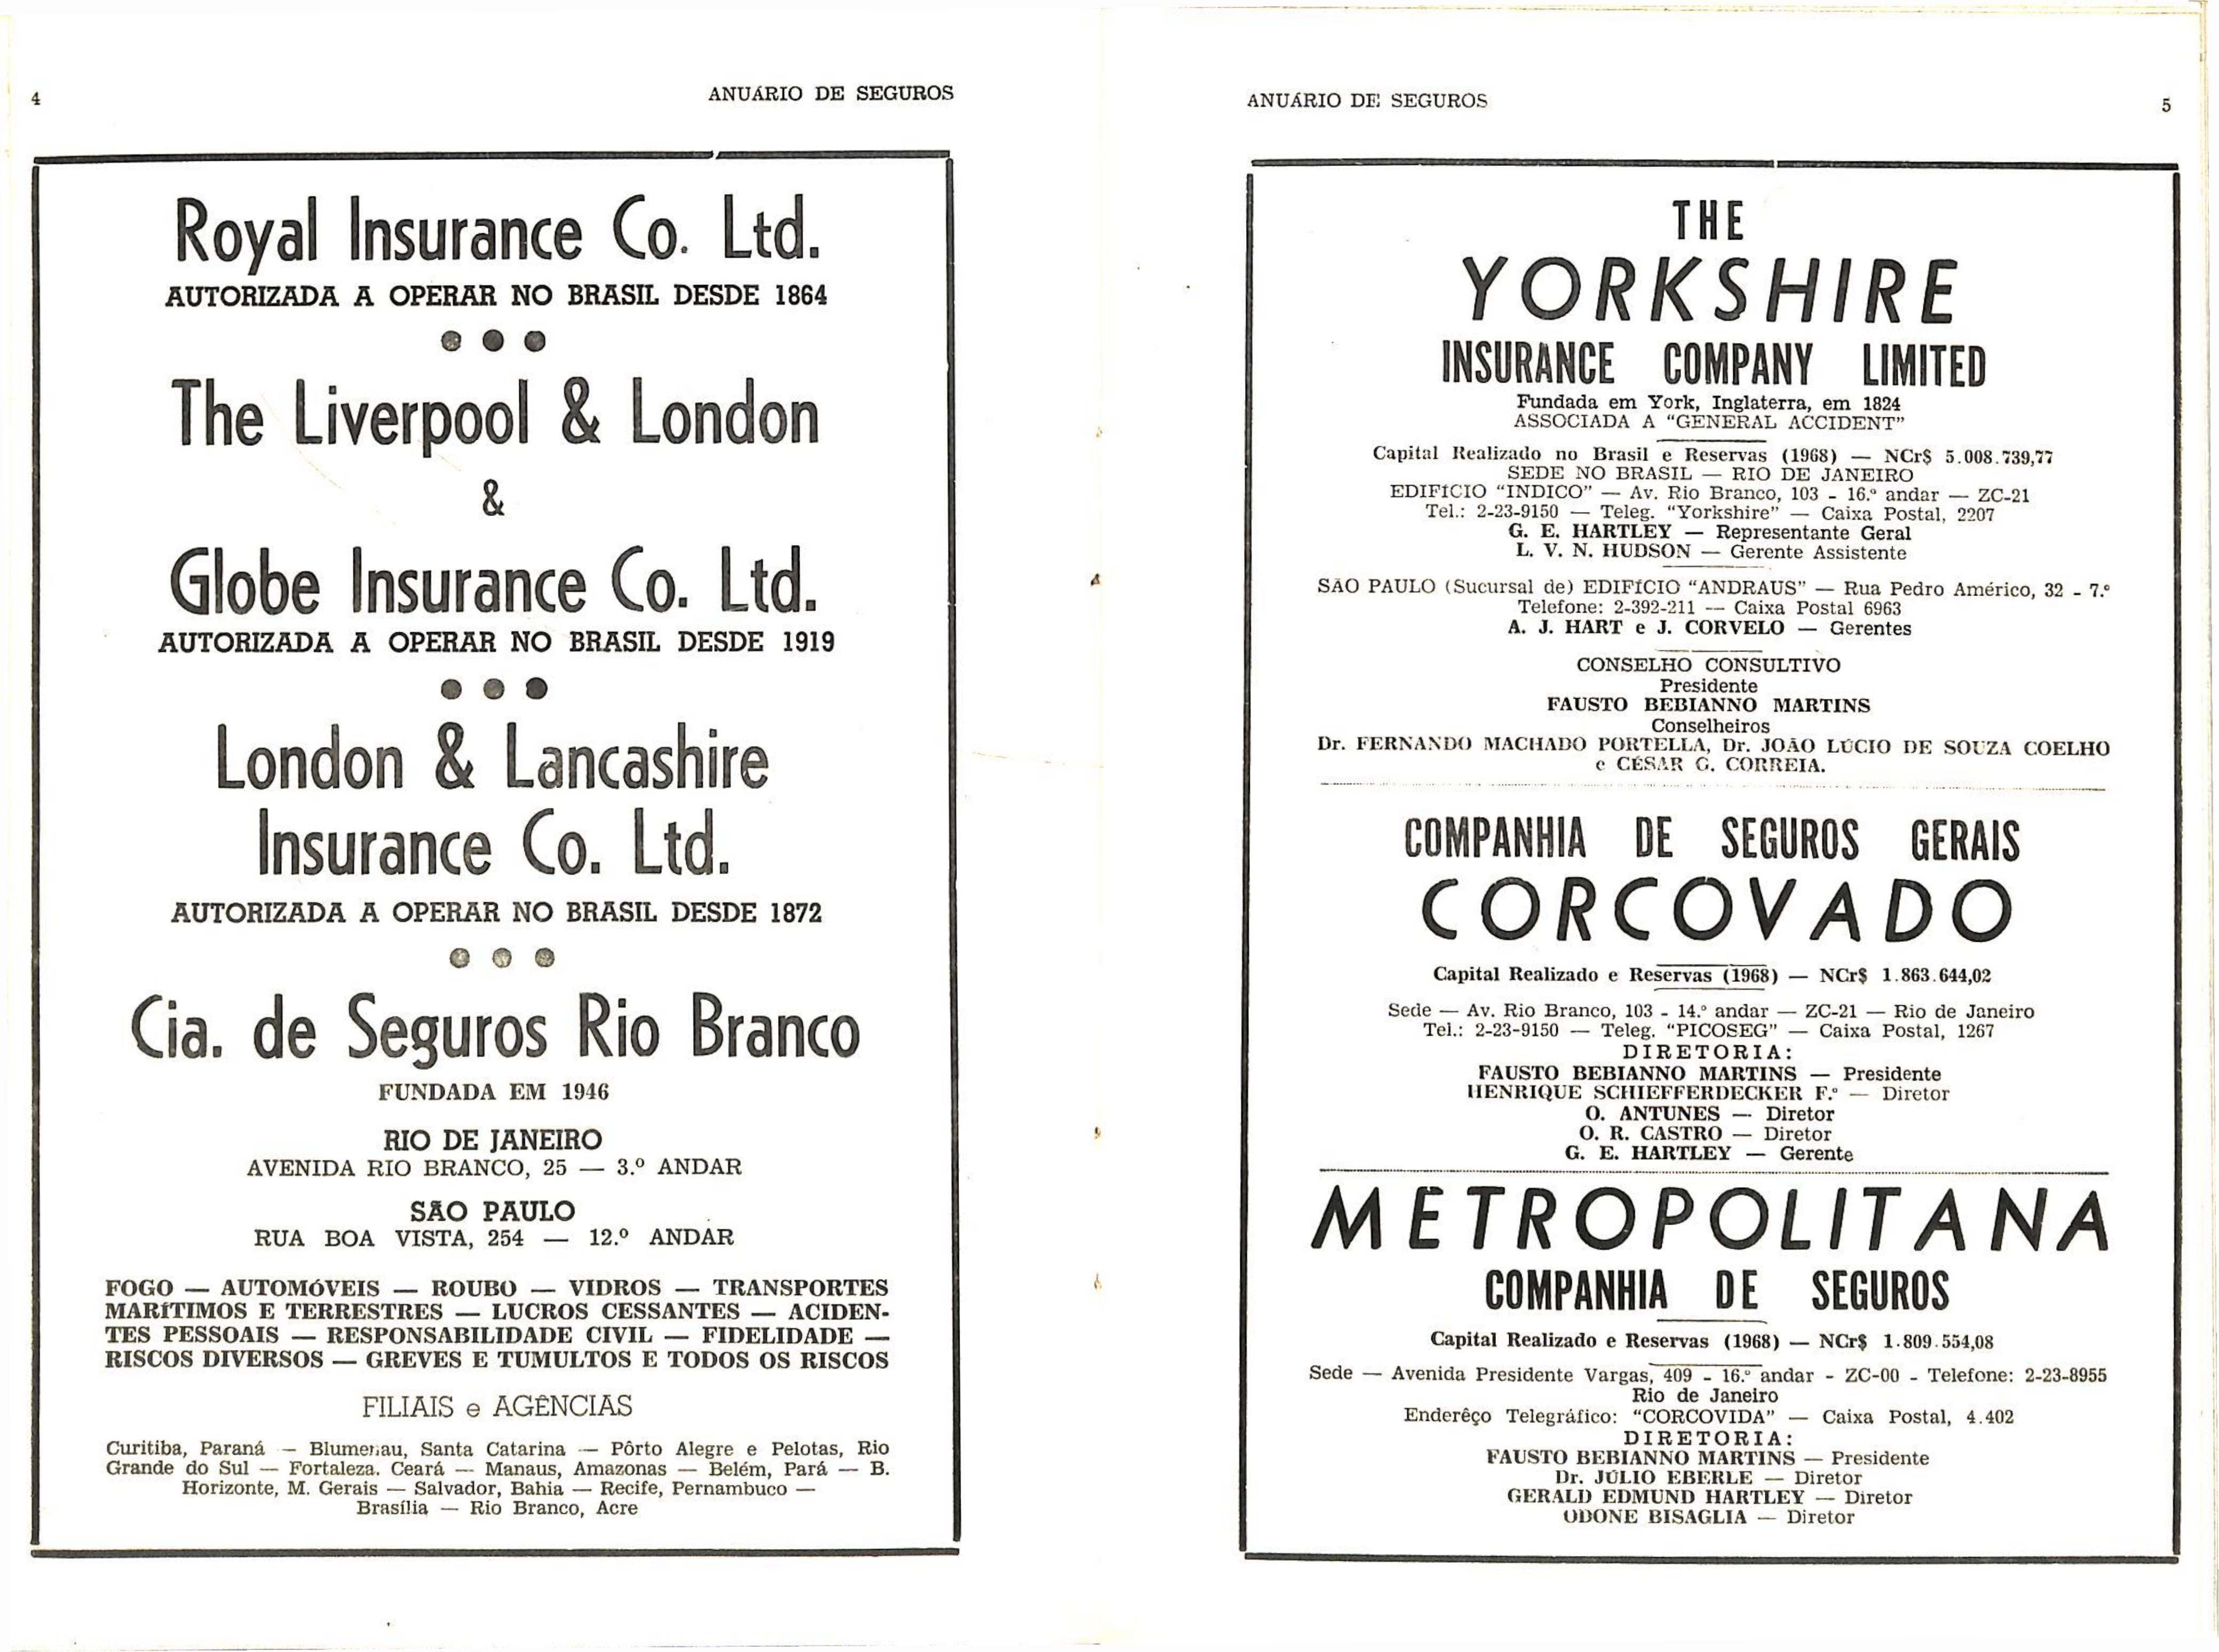 4
ANUÁRIO DE SEGUROS
Royal Insurance Co. Ltd.
AUTORIZADA A OPERAR NO BRASIL DESDE 1864
The Liverpool & London
&
Globe Insurance Co. Ltd.
AUTORIZADA A OPERAR NO BRASIL DESDE 1919
London & Lancashire
Insurance Co. Ltd.
AUTORIZADA A OPERAR NO BRASIL DESDE 1872
Cia. de Seguros Rio Branco
FUNDADA EM 1946
RIO DE JANEIRO
AVENIDA RIO BRANCO, 25 — 3.º ANDAR
SÃO PAULO
RUA BOA VISTA, 254 — 12.º ANDAR
FOGO — AUTOMÓVEIS — ROUBO — VIDROS — TRANSPORTES
MARÍTIMOS E TERRESTRES — LUCROS CESSANTES — ACIDEN-
TES PESSOAIS — RESPONSABILIDADE CIVIL — FIDELIDADE —
RISCOS DIVERSOS — GREVES E TUMULTOS E TODOS OS RISCOS
FILIAIS e AGÊNCIAS
Curitiba, Paraná — Blumenau, Santa Catarina — Pôrto Alegre e Pelotas, Rio
Grande do Sul — Fortaleza. Ceará — Manaus, Amazonas — Belém, Pará — B.
Horizonte, M. Gerais — Salvador, Bahia — Recife, Pernambuco —
Brasília — Rio Branco, Acre
ANUÁRIO DE SEGUROS
5
THE
YORKSHIRE
INSURANCE COMPANY LIMITED
Fundada em York, Inglaterra, em 1824
ASSOCIADA A "GENERAL ACCIDENT"
Capital Realizado no Brasil e Reservas (1968) — NCr$ 5.008.739,77
SEDE NO BRASIL — RIO DE JANEIRO
EDIFÍCIO "INDICO" — Av. Rio Branco, 103 - 16.º andar — ZC-21
Tel.: 2-23-9150 — Teleg. "Yorkshire" — Caixa Postal, 2207
G. E. HARTLEY — Representante Geral
L. V. N. HUDSON — Gerente Assistente
SÃO PAULO (Sucursal de) EDIFÍCIO "ANDRAUS" — Rua Pedro Américo, 32 - 7.º
Telefone: 2-392-211 — Caixa Postal 6963
A. J. HART e J. CORVELO — Gerentes
CONSELHO CONSULTIVO
Presidente
FAUSTO BEBIANNO MARTINS
Conselheiros
Dr. FERNANDO MACHADO PORTELLA, Dr. JOÃO LÚCIO DE SOUZA COELHO
e CÉSAR G. CORREIA.
COMPANHIA DE SEGUROS GERAIS
CORCOVADO
Capital Realizado e Reservas (1968) — NCr$ 1.863.644,02
Sede — Av. Rio Branco, 103 - 14.º andar — ZC-21 — Rio de Janeiro
Tel.: 2-23-9150 — Teleg. "PICOSEG" — Caixa Postal, 1267
DIRETORIA:
FAUSTO BEBIANNO MARTINS — Presidente
HENRIQUE SCHIEFFERDECKER F.º — Diretor
O. ANTUNES — Diretor
O. R. CASTRO — Diretor
G. E. HARTLEY — Gerente
METROPOLITANA
COMPANHIA DE SEGUROS
Capital Realizado e Reservas (1968) — NCr$ 1.809.554,08
Sede — Avenida Presidente Vargas, 409 - 16.º andar - ZC-00 - Telefone: 2-23-8955
Rio de Janeiro
Enderêço Telegráfico: "CORCOVIDA" — Caixa Postal, 4.402
DIRETORIA:
FAUSTO BEBIANNO MARTINS — Presidente
Dr. JÚLIO EBERLE — Diretor
GERALD EDMUND HARTLEY — Diretor
ODONE BISAGLIA — Diretor